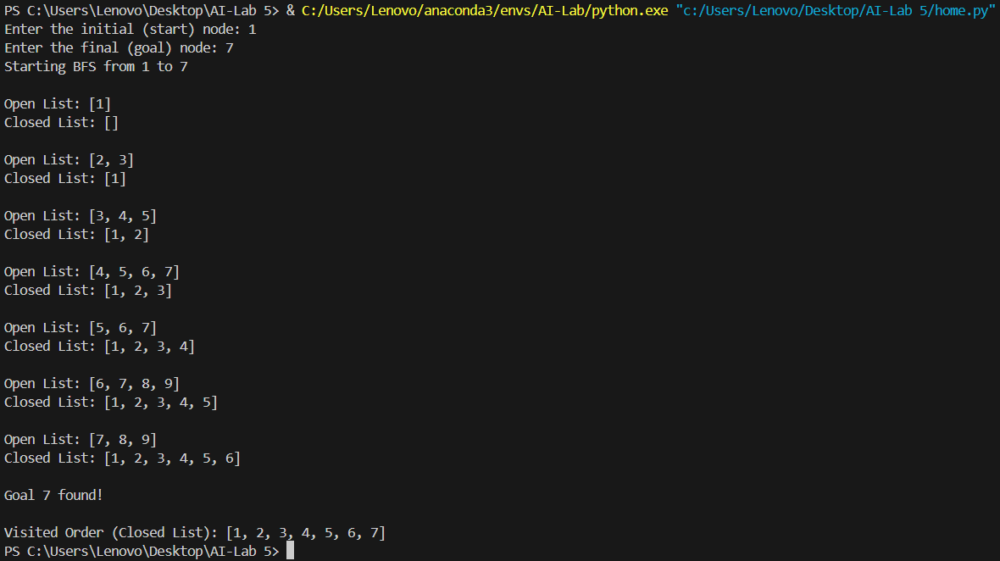 PS C:\Users\Lenovo\Desktop\AI-Lab 5> & C:/Users/Lenovo/anaconda3/envs/AI-Lab/python.exe "c:/Users/Lenovo/Desktop/AI-Lab 5/home.py"
Enter the initial (start) node: 1
Enter the final (goal) node: 7
Starting BFS from 1 to 7

Open List: [1]
Closed List: []

Open List: [2, 3]
Closed List: [1]

Open List: [3, 4, 5]
Closed List: [1, 2]

Open List: [4, 5, 6, 7]
Closed List: [1, 2, 3]

Open List: [5, 6, 7]
Closed List: [1, 2, 3, 4]

Open List: [6, 7, 8, 9]
Closed List: [1, 2, 3, 4, 5]

Open List: [7, 8, 9]
Closed List: [1, 2, 3, 4, 5, 6]

Goal 7 found!

Visited Order (Closed List): [1, 2, 3, 4, 5, 6, 7]
PS C:\Users\Lenovo\Desktop\AI-Lab 5>